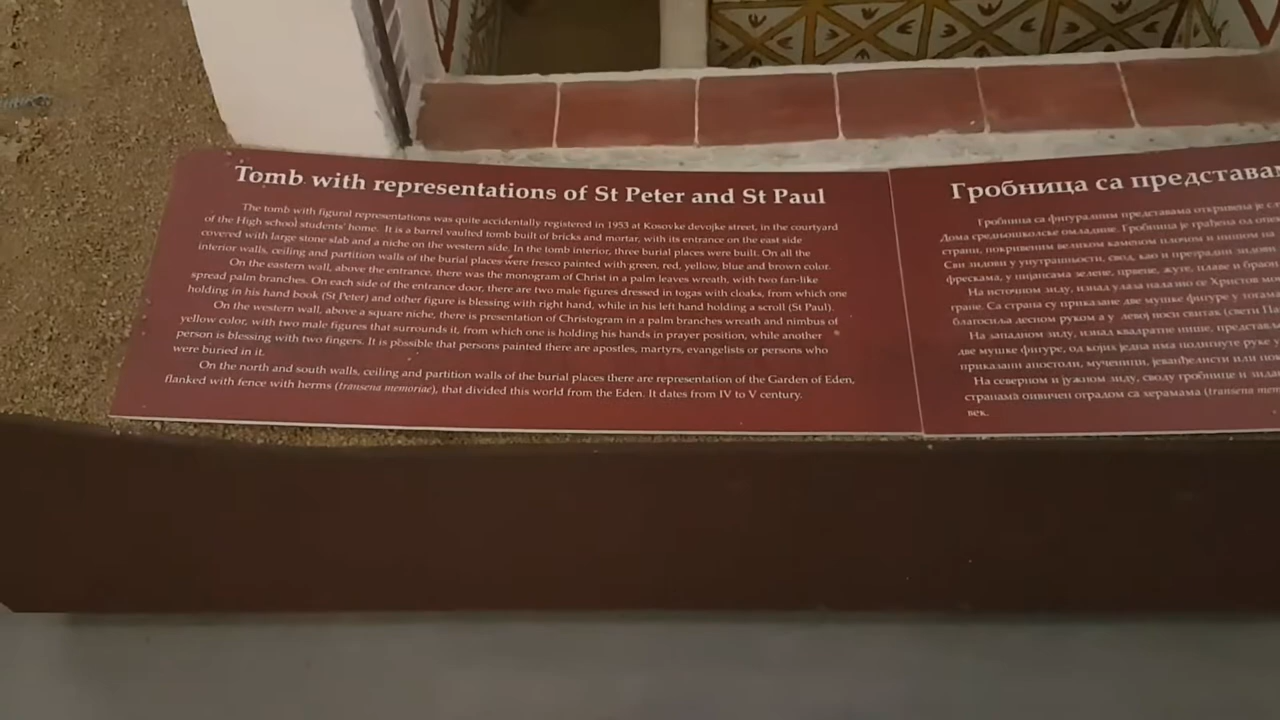 Tomb with representations of St Peter and St Paul
The tomb with figural representations was quite accidentally registered in 1953 at Kosovke devojke street, in the courtyard
of the High school students' home. It is a barrel vaulted tomb built of bricks and mortar, with its entrance on the east side
covered with large stone slab and a niche on the western side. In the tomb interior, three burial places were built. On all the
interior walls, ceiling and partition walls of the burial places were fresco painted with green, red, yellow, blue and brown color.
On the eastern wall, above the entrance, there was the monogram of Christ in a palm leaves wreath, with two fan-like
spread palm branches. On each side of the entrance door, there are two male figures dressed in togas with cloaks, from which one
holding in his hand book (St Peter) and other figure is blessing with right hand, while in his left hand holding a scroll (St Paul).
On the western wall, above a square niche, there is presentation of Christogram in a palm branches wreath and nimbus of
yellow color, with two male figures that surrounds it, from which one is holding his hands in prayer position, while another
person is blessing with two fingers. It is possible that persons painted there are apostles, martyrs, evangelists or persons who
were buried in it.
On the north and south walls, ceiling and partition walls of the burial places there are representation of the Garden of Eden,
flanked with fence with herms (transena memoriae), that divided this world from the Eden. It dates from IV to V century.
Гробница са представам
Гробница са фигуралним представама откривена је
Дома средњошколске омладине. Гробница је грађена од
страни, покривеним великом каменом плочом и нишом на
Сви зидови у унутрашњости, свод, као и преградни зидови
фрескама, у нијансама зелене, црвене, жуте, плаве и браон
На источном зиду, изнад улаза налазио се Христов
гране. Са страна су приказане две мушке фигуре у
благосиља десном руком а у левој носи свитак (свети
На западном зиду, изнад квадратне нише,
две мушке фигуре, од којих једна има подигнуте руке у
приказани апостоли, мученици, јеванђелисти или
На северном и јужном зиду, своду гробнице и
странама оивичен оградом са херамама (transena
век.